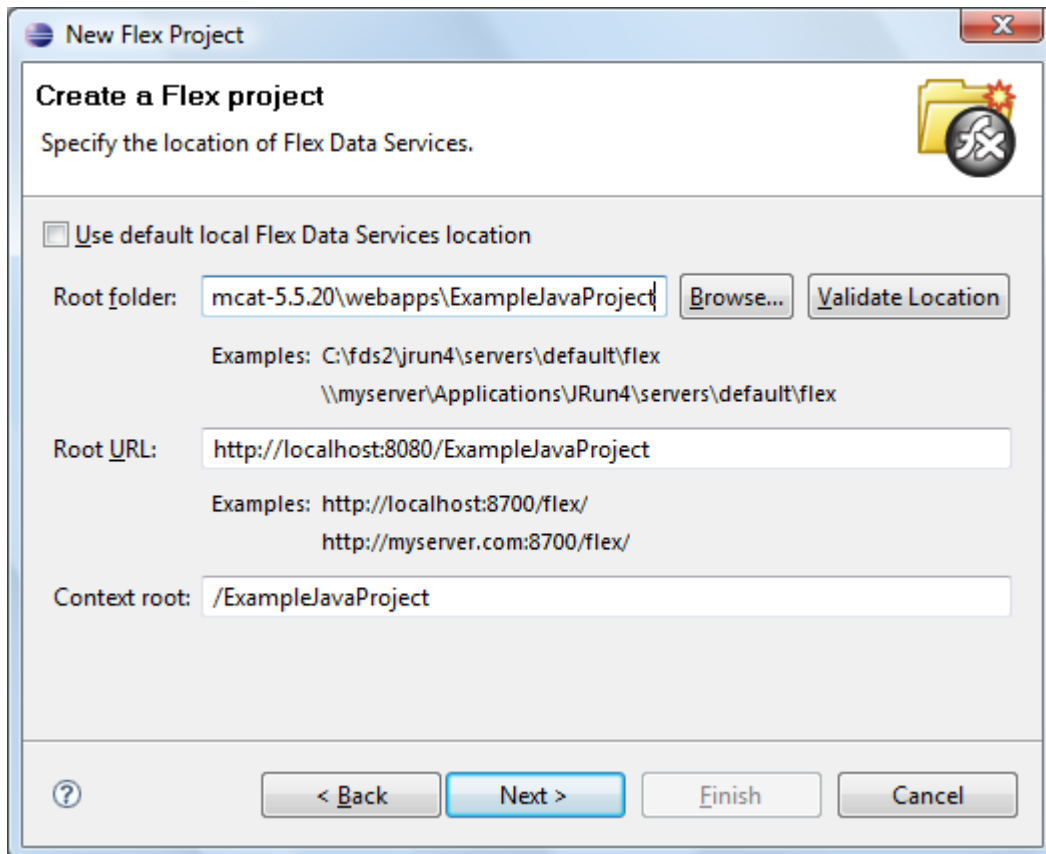 New Flex Project
Create a Flex project
Specify the location of Flex Data Services.
Use default local Flex Data Services location
Root folder: mcat-5.5.20\webapps\ExampleJavaProject Browse... Validate Location
Examples: C:\fds2\jrun4\servers\default\flex
\\myserver\Applications\JRun4\servers\default\flex
Root URL: http://localhost:8080/ExampleJavaProject
Examples: http://localhost:8700/flex/
http://myserver.com:8700/flex/
Context root: /ExampleJavaProject
? < Back Next > Finish Cancel